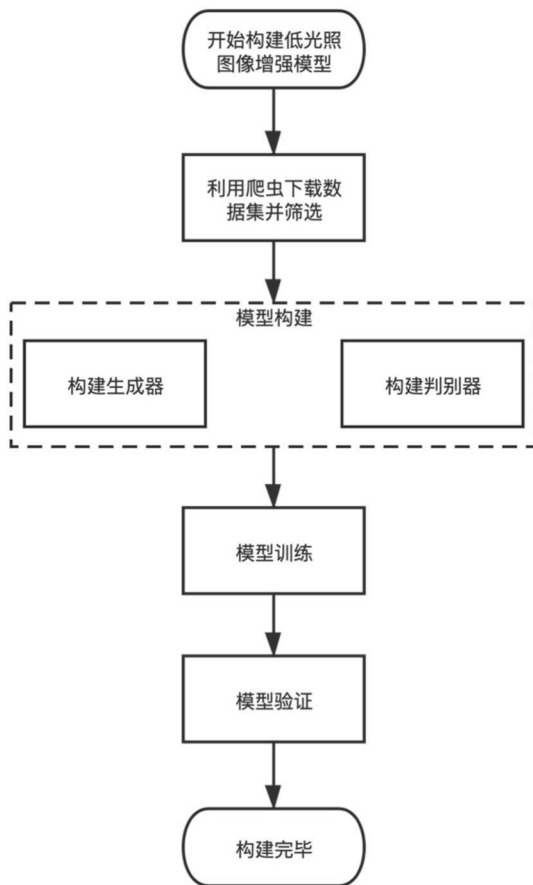 开始构建低光照
图像增强模型
利用爬虫下载数
据集并筛选
模型构建
构建生成器
构建判别器
模型训练
模型验证
构建完毕